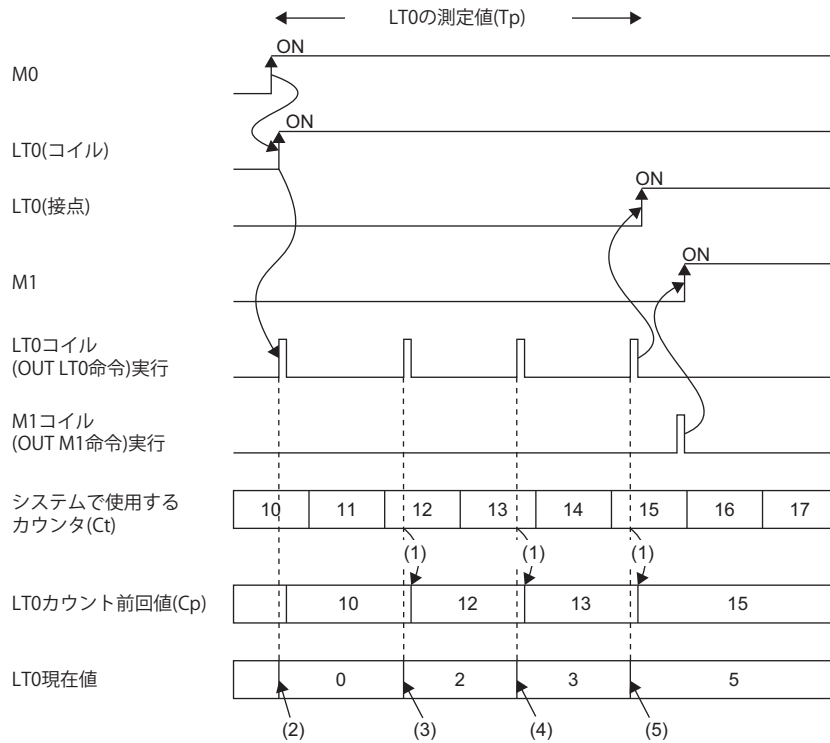 LT0の測定値(Tp)
ON
M0
ON
LT0(コイル)
ON
LT0(接点)
ON
M1
LT0コイル
(OUT LT0命令)実行
M1コイル
(OUT M1命令)実行
システムで使用する
カウンタ(Ct)
10 11 12 13 14 15 16 17
(1) (1) (1)
LT0カウント前回値(Cp)
10 12 13 15
LT0現在値
0 2 3 5
(2) (3) (4) (5)